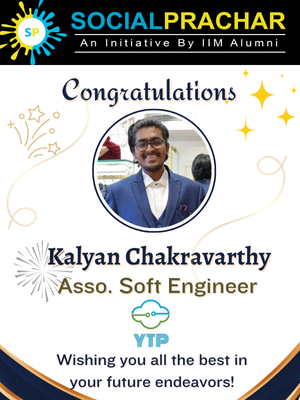 SP
SOCIALPRACHAR
An Initiative By IIM Alumni
Congratulations
Kalyan Chakravarthy
Asso. Soft Engineer
YTP
Wishing you all the best in
your future endeavors!